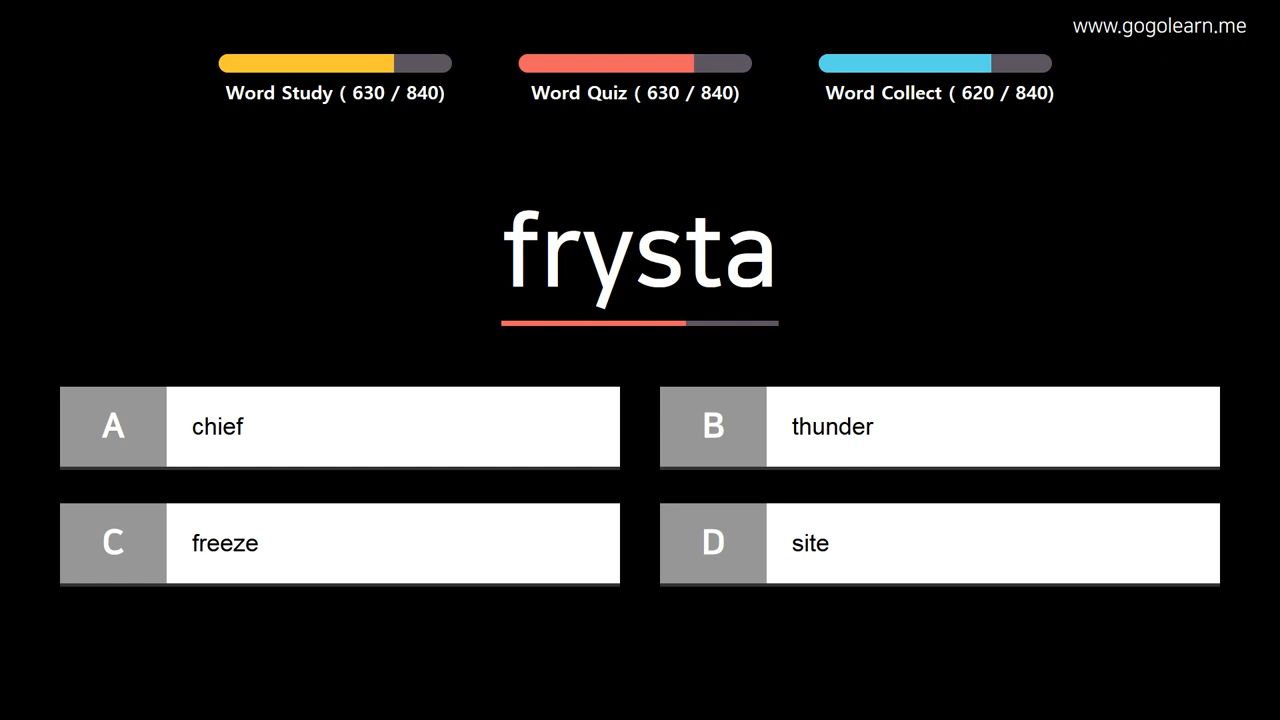 www.gogolearn.me
Word Study ( 630 / 840)
Word Quiz ( 630 / 840)
Word Collect ( 620 / 840)
frysta
A chief
B thunder
C freeze
D site